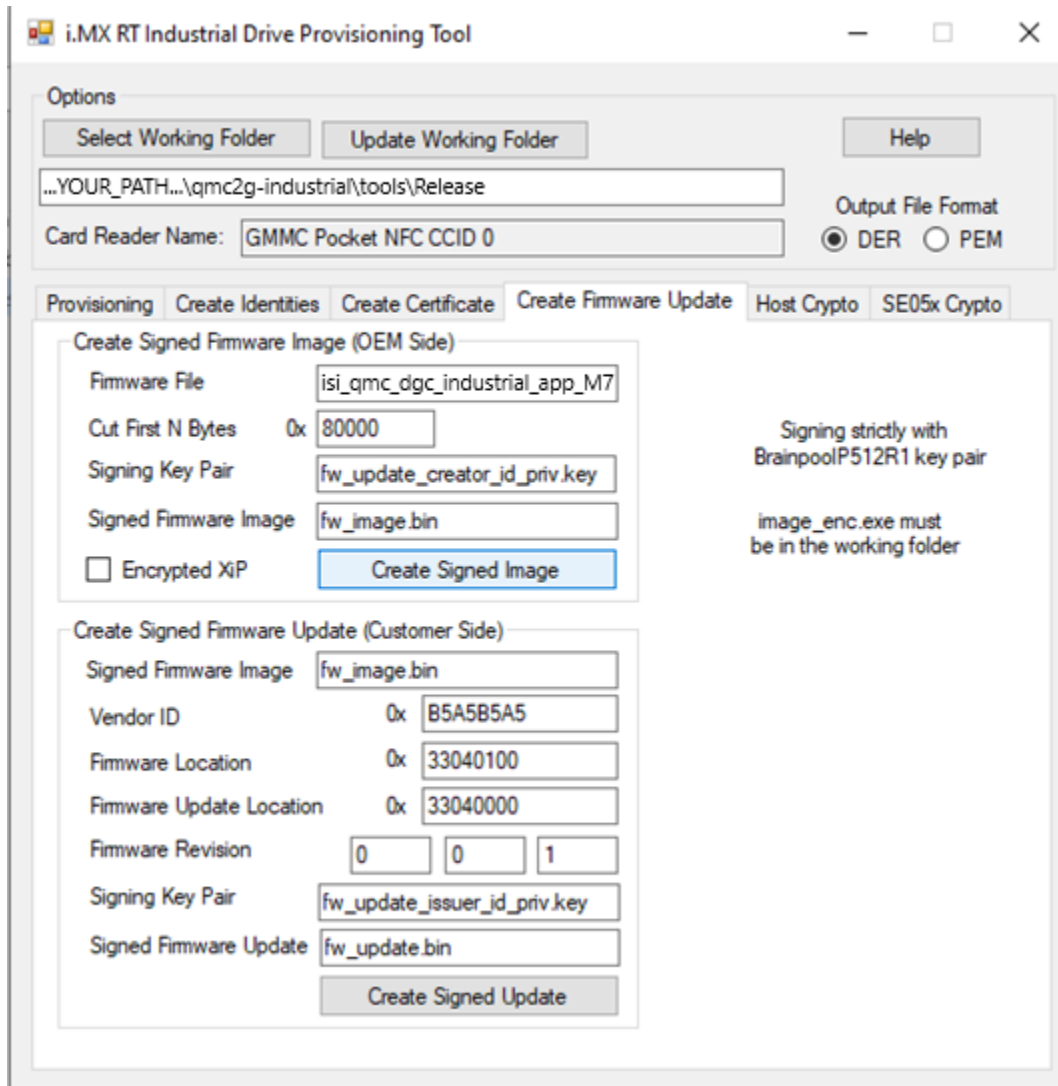 i.MX RT Industrial Drive Provisioning Tool
Options
Select Working Folder Update Working Folder Help
...YOUR_PATH...\qmc2g-industrial\tools\Release
Output File Format
Card Reader Name: GMMC Pocket NFC CCID 0 DER PEM
Provisioning Create Identities Create Certificate Create Firmware Update Host Crypto SE05x Crypto
Create Signed Firmware Image (OEM Side)
Firmware File isi_qmc_dgc_industrial_app_M7
Cut First N Bytes 0x 80000
Signing Key Pair fw_update_creator_id_priv.key
Signed Firmware Image fw_image.bin
Encrypted XiP Create Signed Image
Signing strictly with
BrainpoolP512R1 key pair
image_enc.exe must
be in the working folder
Create Signed Firmware Update (Customer Side)
Signed Firmware Image fw_image.bin
Vendor ID 0x B5A5B5A5
Firmware Location 0x 33040100
Firmware Update Location 0x 33040000
Firmware Revision 0 0 1
Signing Key Pair fw_update_issuer_id_priv.key
Signed Firmware Update fw_update.bin
Create Signed Update